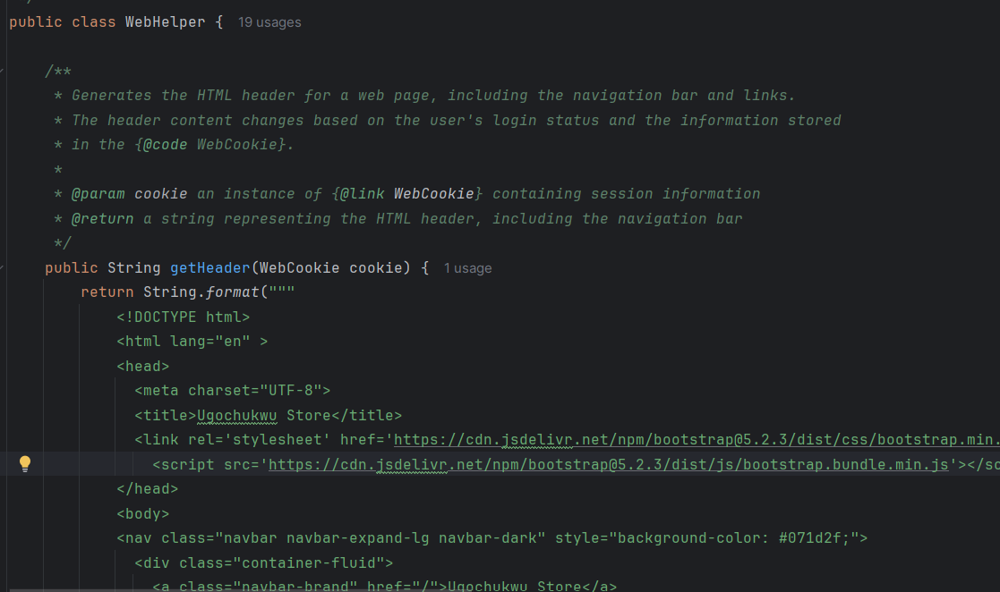 public class WebHelper { 19 usages
/**
* Generates the HTML header for a web page, including the navigation bar and links.
* The header content changes based on the user's login status and the information stored
* in the {@code WebCookie}.
*
* @param cookie an instance of {@link WebCookie} containing session information
* @return a string representing the HTML header, including the navigation bar
*/
public String getHeader(WebCookie cookie) { 1 usage
return String.format("""
<!DOCTYPE html>
<html lang="en" >
<head>
<meta charset="UTF-8">
<title>Ugochukwu Store</title>
<link rel='stylesheet' href='https://cdn.jsdelivr.net/npm/bootstrap@5.2.3/dist/css/bootstrap.min.
<script src='https://cdn.jsdelivr.net/npm/bootstrap@5.2.3/dist/js/bootstrap.bundle.min.js'></sc
</head>
<body>
<nav class="navbar navbar-expand-lg navbar-dark" style="background-color: #071d2f;">
<div class="container-fluid">
<a class="navbar-brand" href="/">Ugochukwu Store</a>